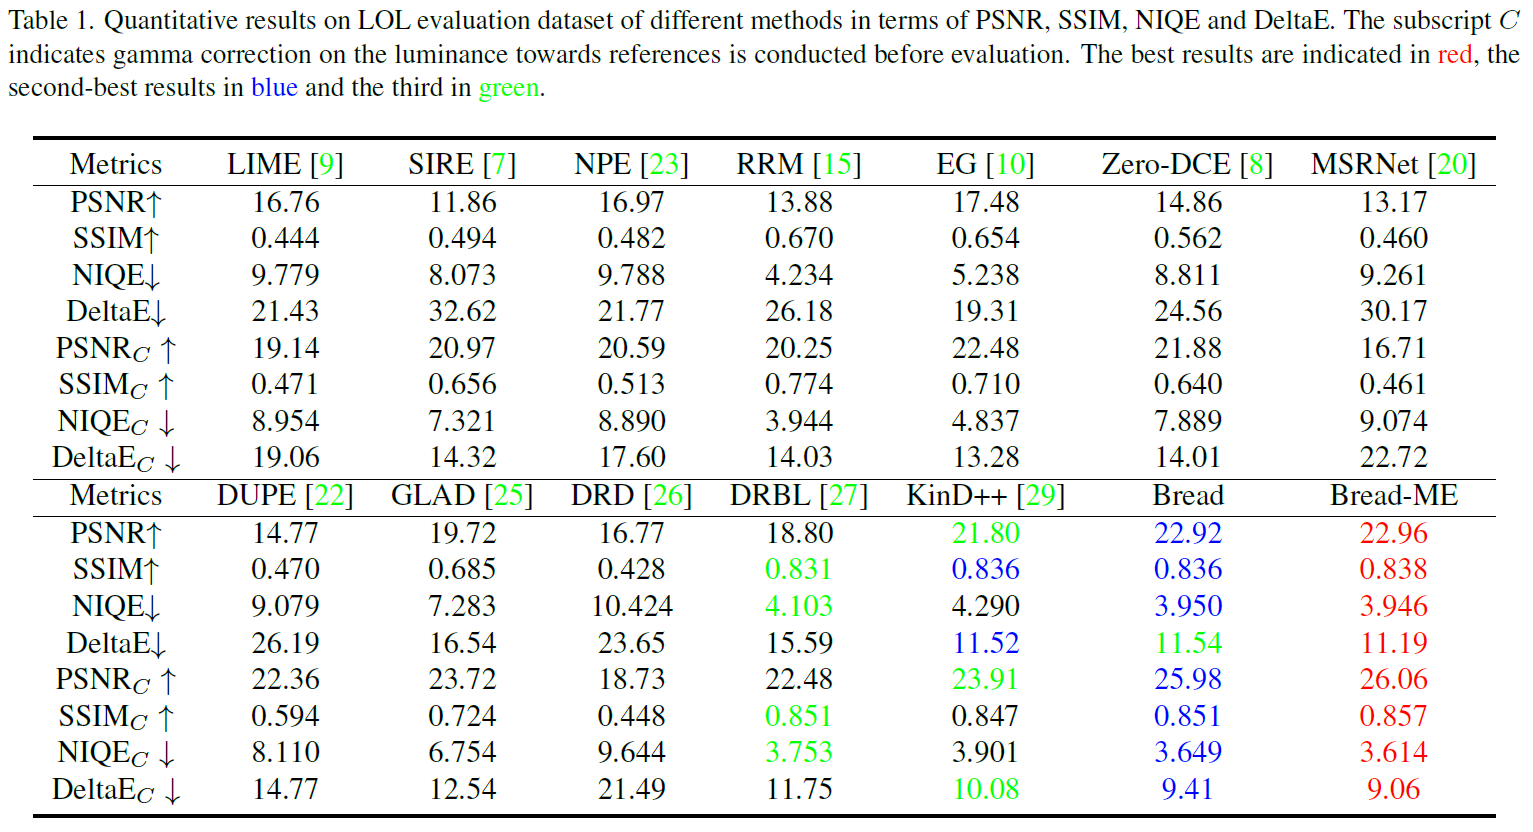 Table 1. Quantitative results on LOL evaluation dataset of different methods in terms of PSNR, SSIM, NIQE and DeltaE. The subscript C
indicates gamma correction on the luminance towards references is conducted before evaluation. The best results are indicated in red, the
second-best results in blue and the third in green.
Metrics LIME [9] SIRE [7] NPE [23] RRM [15] EG [10] Zero-DCE [8] MSRNet [20]
PSNR↑ 16.76 11.86 16.97 13.88 17.48 14.86 13.17
SSIM↑ 0.444 0.494 0.482 0.670 0.654 0.562 0.460
NIQE↓ 9.779 8.073 9.788 4.234 5.238 8.811 9.261
DeltaE↓ 21.43 32.62 21.77 26.18 19.31 24.56 30.17
PSNR_C ↑ 19.14 20.97 20.59 20.25 22.48 21.88 16.71
SSIM_C ↑ 0.471 0.656 0.513 0.774 0.710 0.640 0.461
NIQE_C ↓ 8.954 7.321 8.890 3.944 4.837 7.889 9.074
DeltaE_C ↓ 19.06 14.32 17.60 14.03 13.28 14.01 22.72
Metrics DUPE [22] GLAD [25] DRD [26] DRBL [27] KinD++ [29] Bread Bread-ME
PSNR↑ 14.77 19.72 16.77 18.80 21.80 22.92 22.96
SSIM↑ 0.470 0.685 0.428 0.831 0.836 0.836 0.838
NIQE↓ 9.079 7.283 10.424 4.103 4.290 3.950 3.946
DeltaE↓ 26.19 16.54 23.65 15.59 11.52 11.54 11.19
PSNR_C ↑ 22.36 23.72 18.73 22.48 23.91 25.98 26.06
SSIM_C ↑ 0.594 0.724 0.448 0.851 0.847 0.851 0.857
NIQE_C ↓ 8.110 6.754 9.644 3.753 3.901 3.649 3.614
DeltaE_C ↓ 14.77 12.54 21.49 11.75 10.08 9.41 9.06